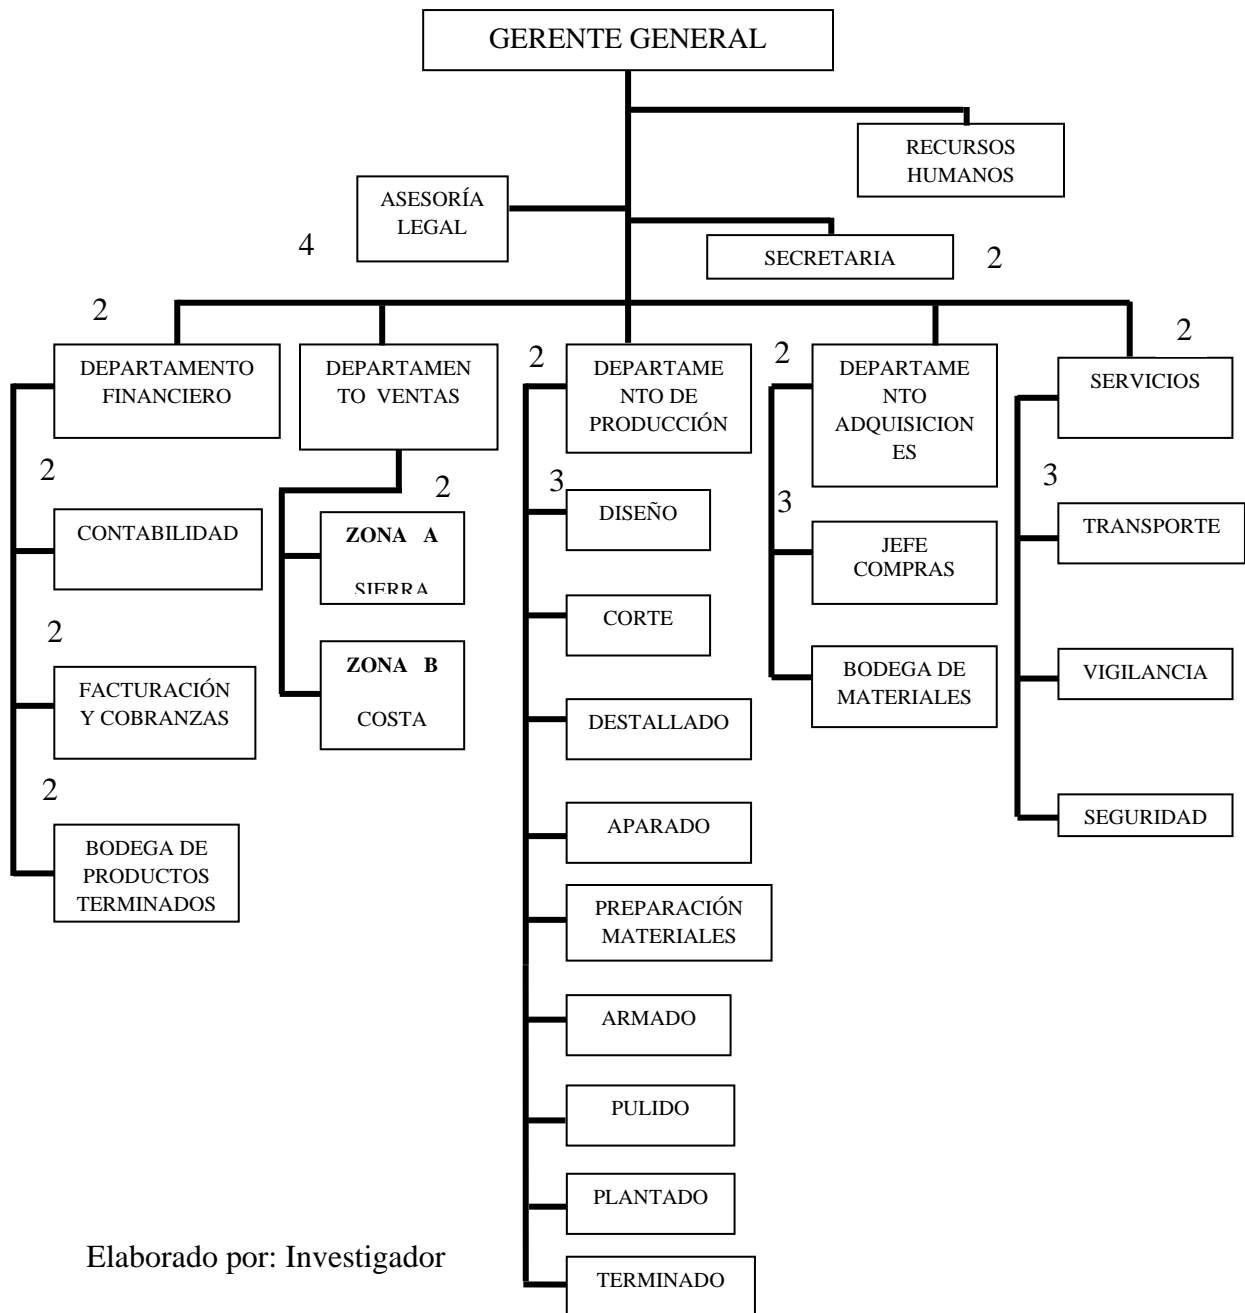 GERENTE GENERAL
RECURSOS
HUMANOS
ASESORÍA
LEGAL
4
SECRETARIA
2
2
DEPARTAMENTO
FINANCIERO
DEPARTAMEN
TO VENTAS
2
DEPARTAME
NTO DE
PRODUCCIÓN
2
DEPARTAME
NTO
ADQUISICION
ES
2
SERVICIOS
2
CONTABILIDAD
2
ZONA A
SIERRA
3
DISEÑO
3
JEFE
COMPRAS
3
TRANSPORTE
CORTE
2
FACTURACIÓN
Y COBRANZAS
ZONA B
COSTA
DESTALLADO
BODEGA DE
MATERIALES
VIGILANCIA
2
BODEGA DE
PRODUCTOS
TERMINADOS
APARADO
SEGURIDAD
PREPARACIÓN
MATERIALES
ARMADO
PULIDO
PLANTADO
TERMINADO
Elaborado por: Investigador